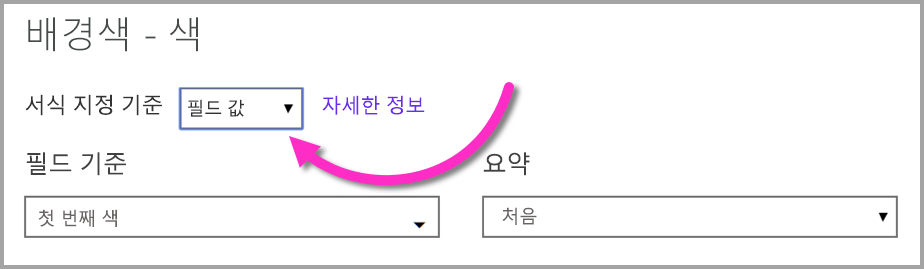 배경색 - 색
서식 지정 기준 필드 값 자세한 정보
필드 기준 요약
첫 번째 색 처음